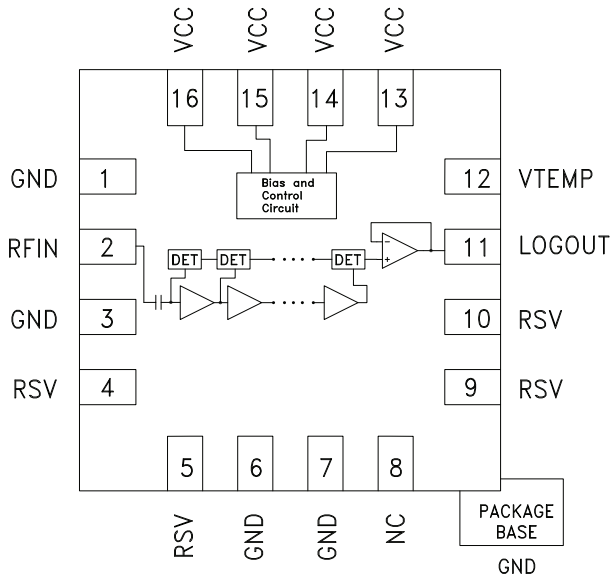 VCC VCC VCC VCC
16 15 14 13
GND 1
12 VTEMP
Bias and
Control
Circuit
RFIN 2
11 LOGOUT
DET DET DET
- +
GND 3
10 RSV
RSV 4
9 RSV
5 6 7 8
RSV GND GND NC
PACKAGE
BASE
GND